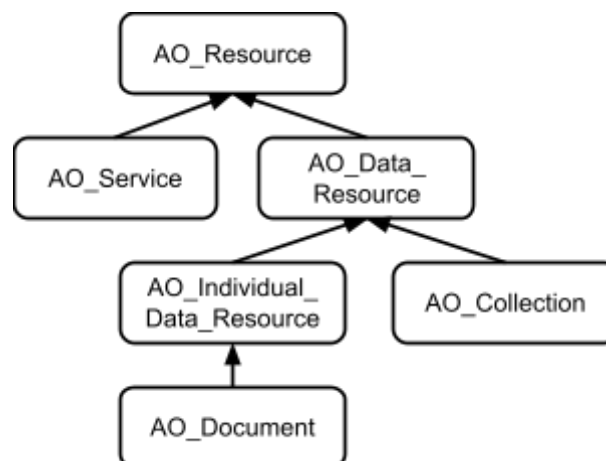 AO_Resource
AO_Service
AO_Data_
Resource
AO_Individual_
Data_Resource
AO_Collection
AO_Document